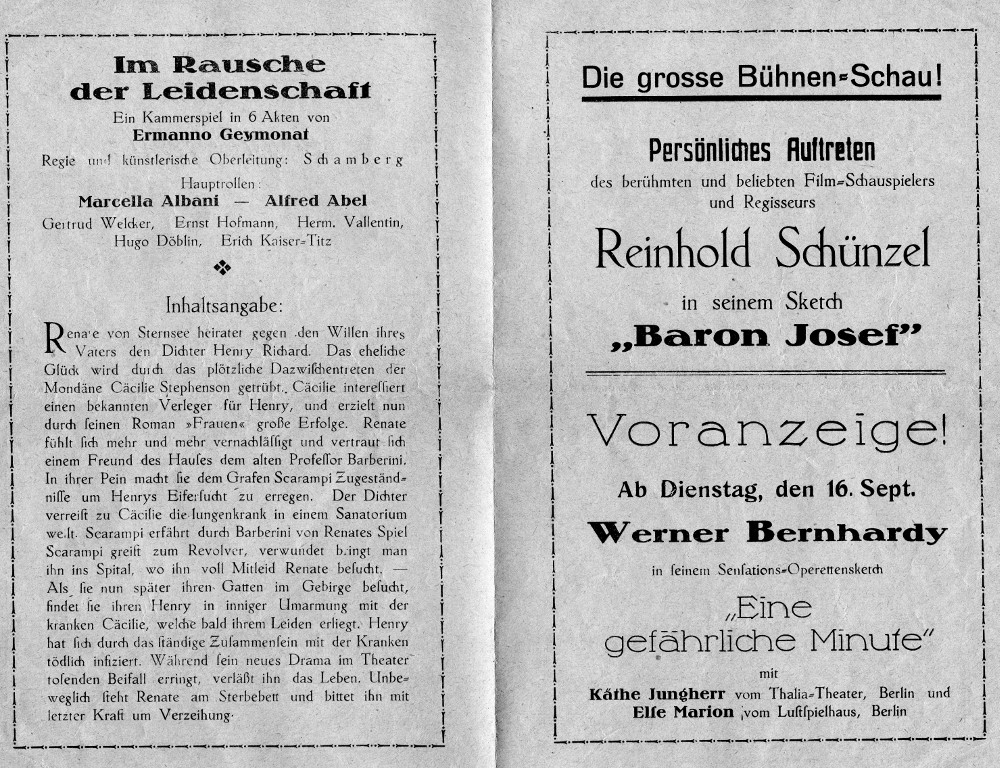 Im Rausche
der Leidenschaft
Ein Kammerspiel in 6 Akten von
Ermanno Geymonat
Regie und künstlerische Oberleitung: Schamberg
Hauptrollen:
Marcella Albani — Alfred Abel
Gertrud Welcker, Ernst Hofmann, Herm. Vallentin,
Hugo Döblin, Erich Kaiser=Titz
Inhaltsangabe:
Renate von Sternsee heiratet gegen den Willen ihres
Vaters den Dichter Henry Richard. Das eheliche
Glück wird durch das plötzliche Dazwiſchentreten der
Mondäne Cäcilie Stephenson getrübt. Cäcilie intereſſiert
einen bekannten Verleger für Henry, und erzielt nun
durch ſeinen Roman »Frauen« große Erfolge. Renate
fühlt ſich mehr und mehr vernachläſſigt und vertraut ſich
einem Freund des Hauſes dem alten Profeſſor Barberini.
In ihrer Pein macht ſie dem Grafen Scarampi Zugeſtänd=
niſſe um Henrys Eiferſucht zu erregen. Der Dichter
verreiſt zu Cäcilie die lungenkrank in einem Sanatorium
weilt. Scarampi erfährt durch Barberini von Renates Spiel
Scarampi greift zum Revolver, verwundet bringt man
ihn ins Spital, wo ihn voll Mitleid Renate beſucht, —
Als ſie nun später ihren Gatten im Gebirge beſucht,
findet ſie ihren Henry in inniger Umarmung mit der
kranken Cäcilie, welche bald ihrem Leiden erliegt. Henry
hat ſich durch das ſtändige Zuſammenſein mit der Kranken
tödlich infiziert. Während ſein neues Drama im Theater
toſenden Beifall erringt, verläßt ihn das Leben. Unbe=
weglich ſteht Renate am Sterbebett und bittet ihn mit
letzter Kraft um Verzeihung.
Die grosse Bühnen=Schau!
Persönliches Auftreten
des berühmten und beliebten Film=Schauspielers
und Regisseurs
Reinhold Schünzel
in seinem Sketch
„Baron Josef”
Voranzeige!
Ab Dienstag, den 16. Sept.
Werner Bernhardy
in ſeinem Senſations=Operettensketch
„Eine
gefährliche Minute“
mit
Käthe Jungherr vom Thalia=Theater, Berlin und
Elſe Marion vom Luſtſpielhaus, Berlin